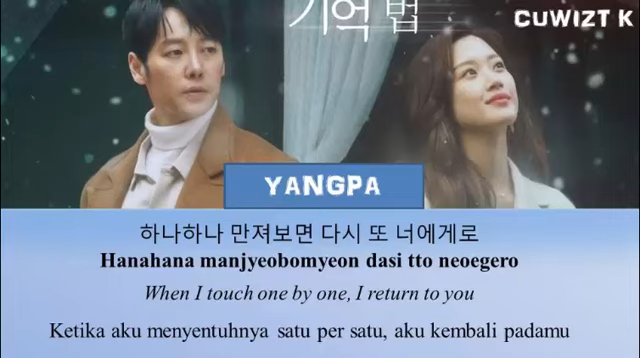 기억 법
CUWIZT K
YANGPA
하나하나 만져보면 다시 또 너에게로
Hanahana manjyeobomyeon dasi tto neoegero
When I touch one by one, I return to you
Ketika aku menyentuhnya satu per satu, aku kembali padamu